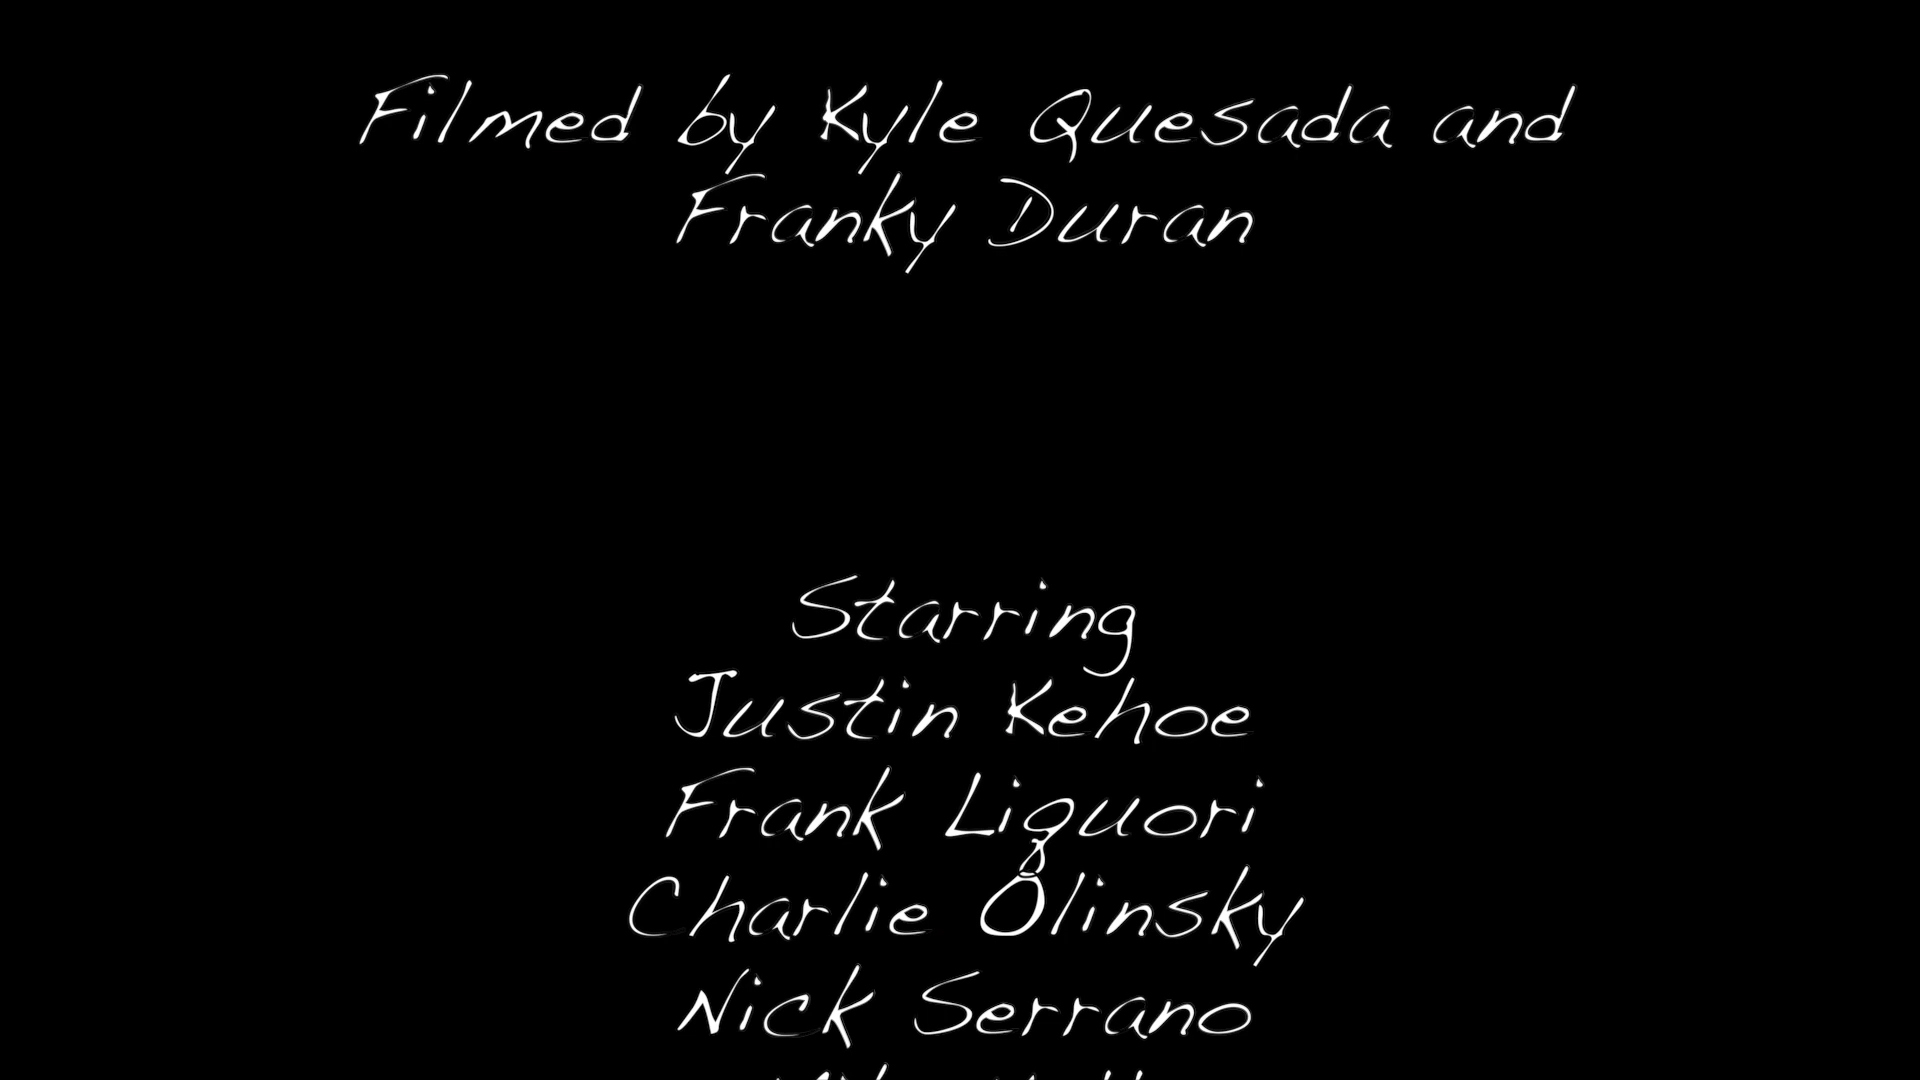 Filmed by Kyle Quesada and
Franky Duran
Starring
Justin Kehoe
Frank Liquori
Charlie Olinsky
Nick Serrano